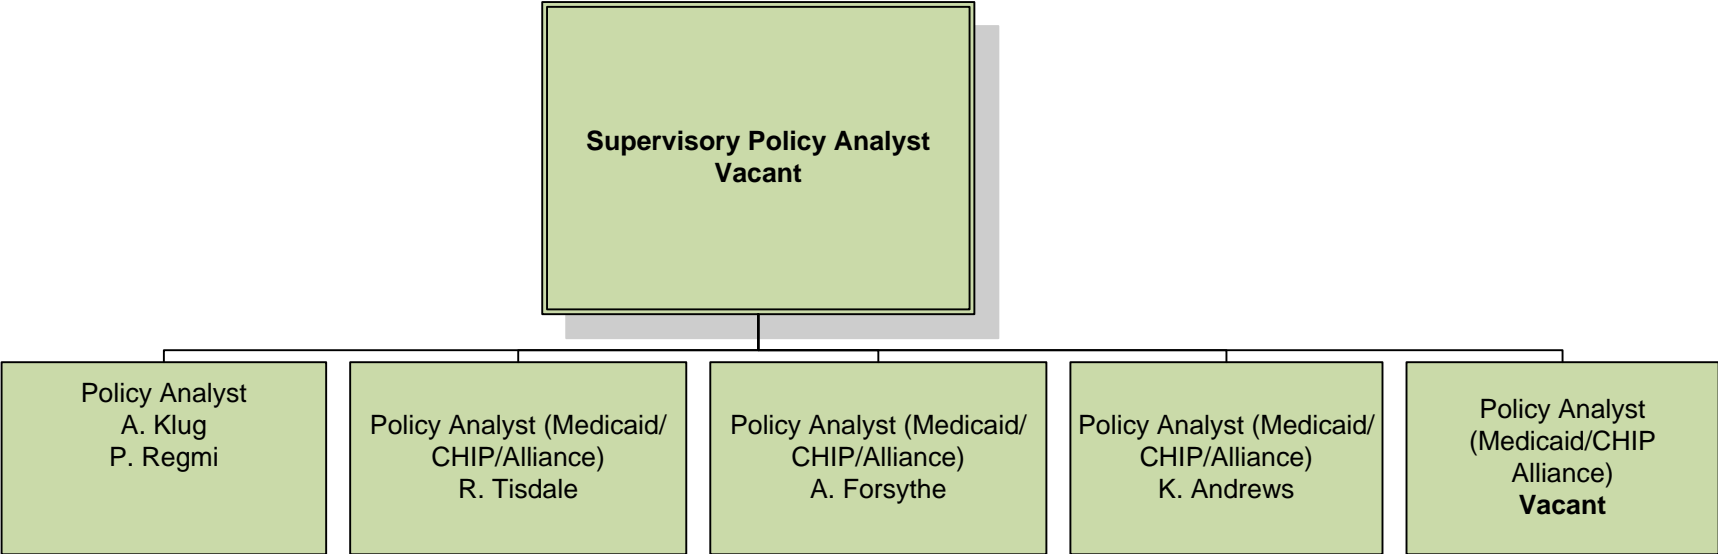 Supervisory Policy Analyst
Vacant
Policy Analyst
A. Klug
P. Regmi
Policy Analyst (Medicaid/
CHIP/Alliance)
R. Tisdale
Policy Analyst (Medicaid/
CHIP/Alliance)
A. Forsythe
Policy Analyst (Medicaid/
CHIP/Alliance)
K. Andrews
Policy Analyst
(Medicaid/CHIP
Alliance)
Vacant